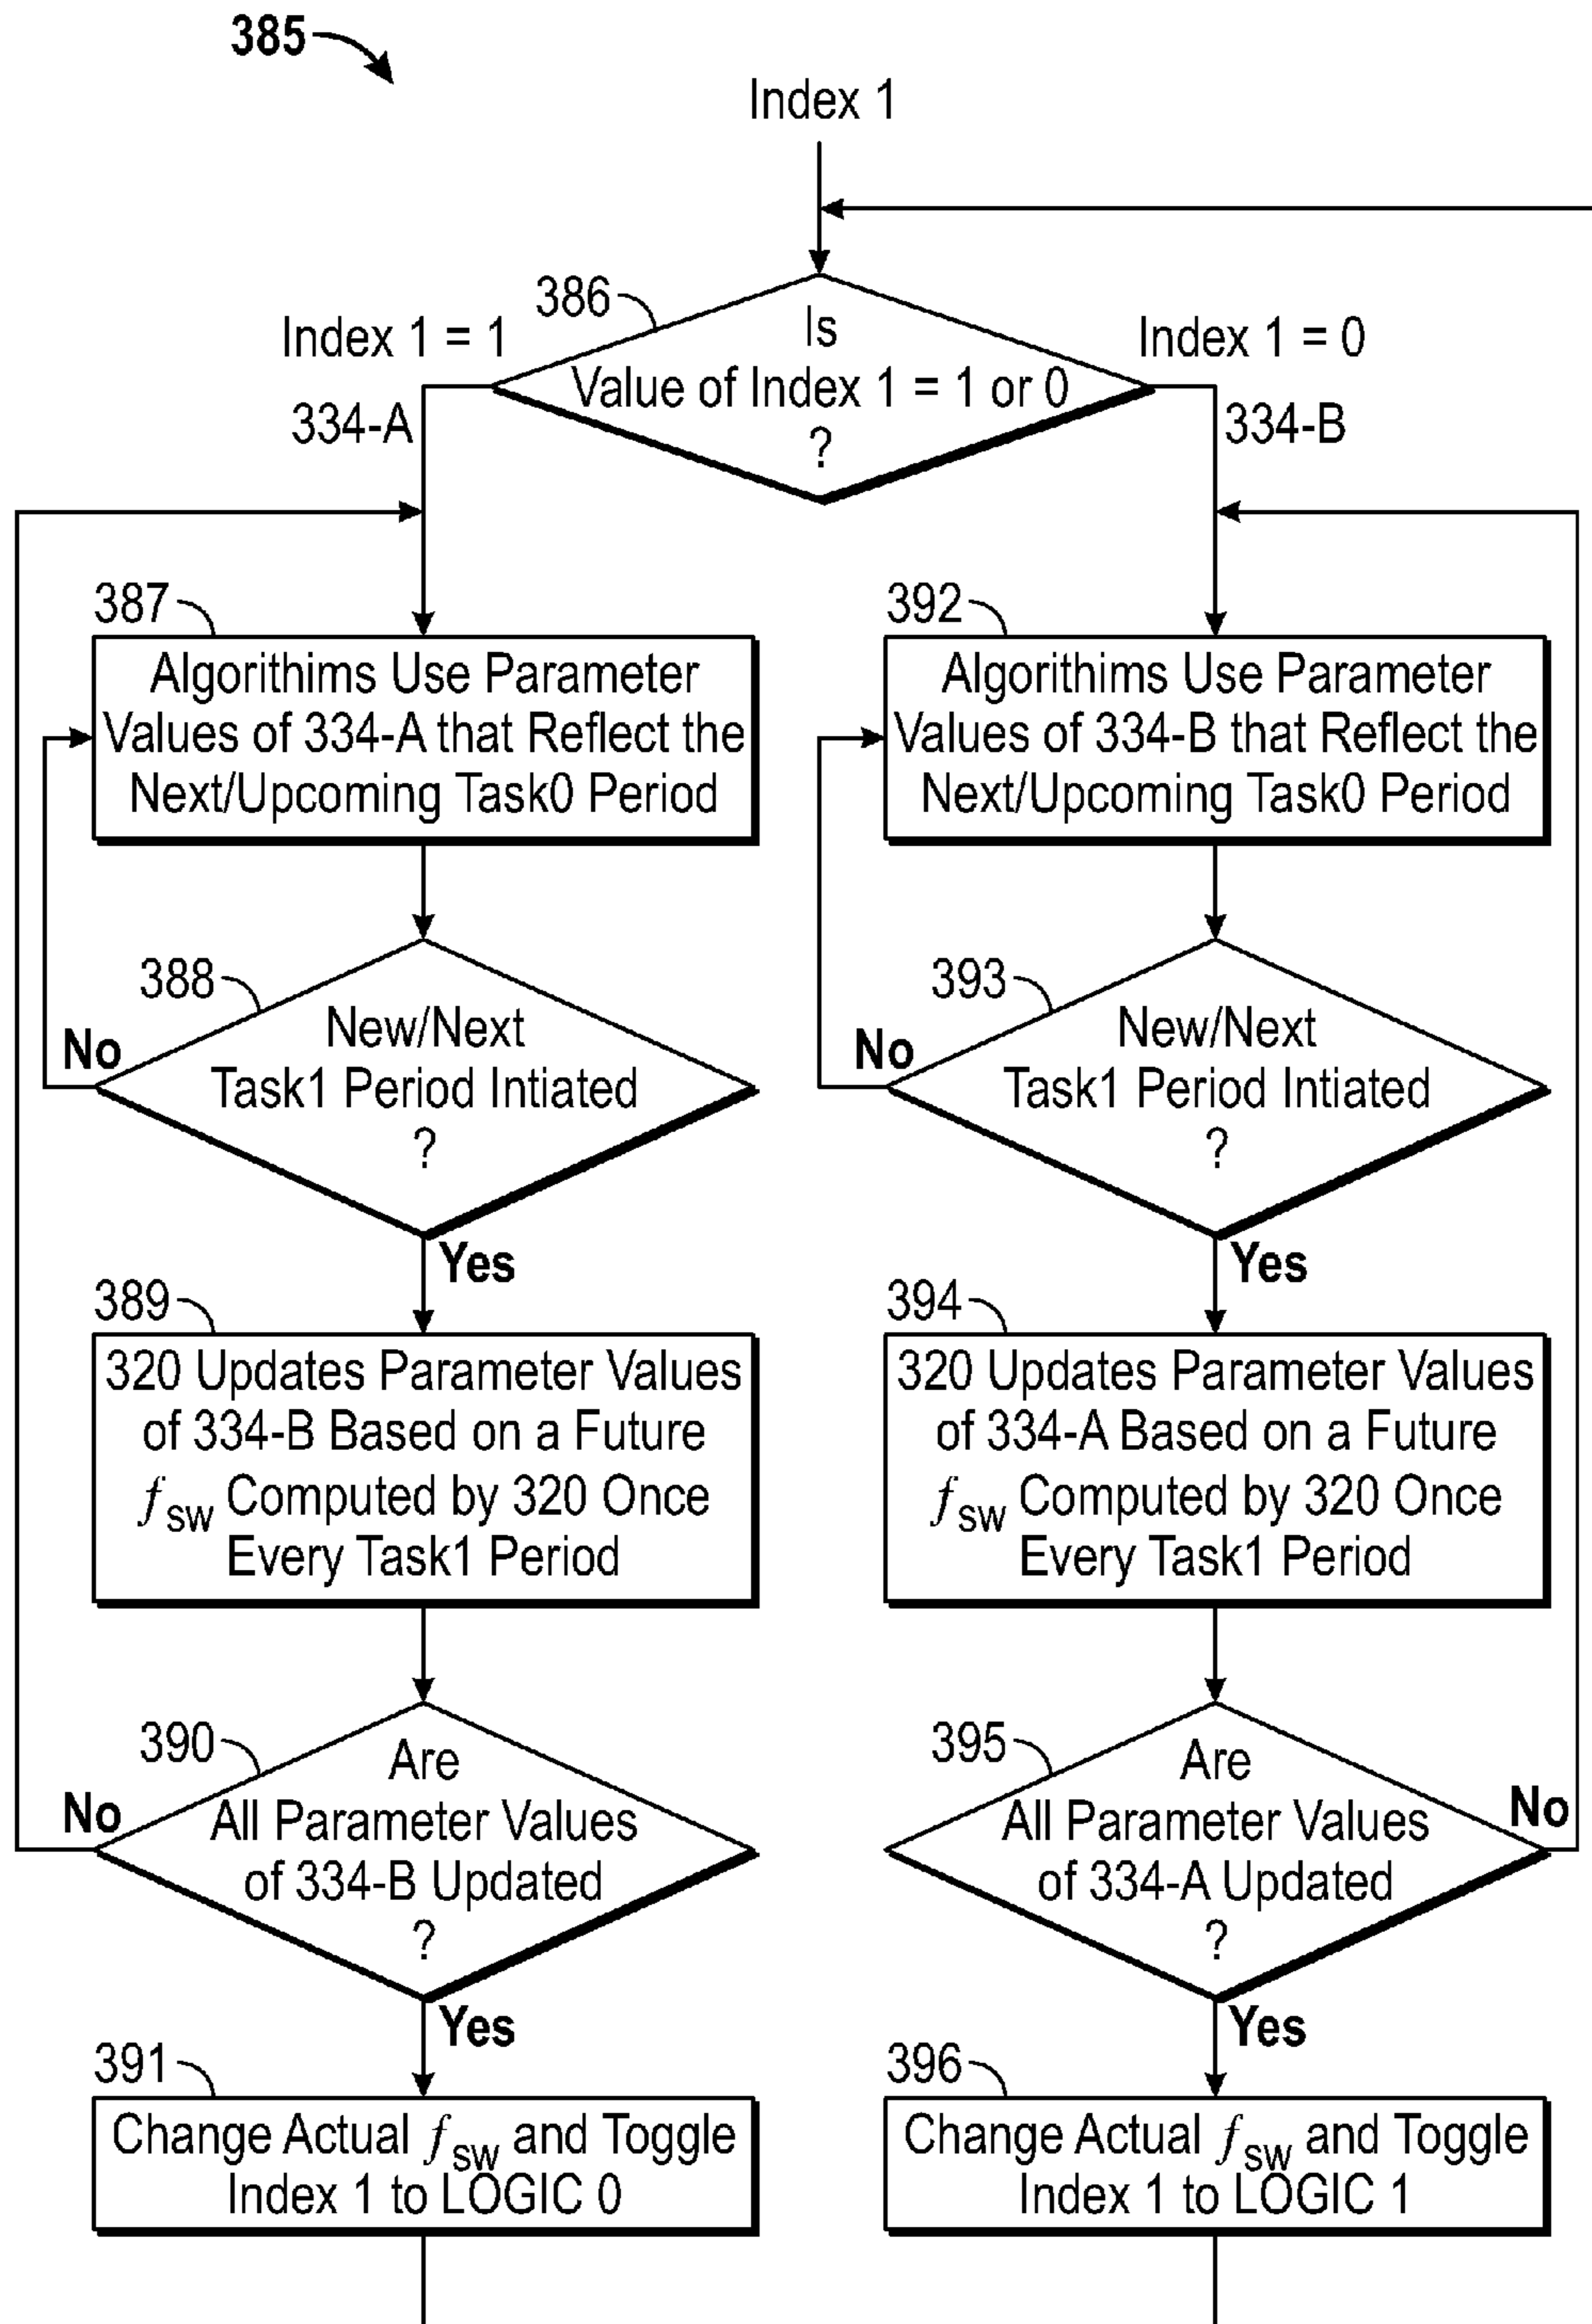 385
Index 1
386
Index 1 = 1
Is
Value of Index 1 = 1 or 0
?
Index 1 = 0
334-A
334-B
387
Algorithims Use Parameter
Values of 334-A that Reflect the
Next/Upcoming Task0 Period
392
Algorithims Use Parameter
Values of 334-B that Reflect the
Next/Upcoming Task0 Period
388
New/Next
Task1 Period Intiated
?
No
Yes
393
New/Next
Task1 Period Intiated
?
No
Yes
389
320 Updates Parameter Values
of 334-B Based on a Future
fsw Computed by 320 Once
Every Task1 Period
394
320 Updates Parameter Values
of 334-A Based on a Future
fsw Computed by 320 Once
Every Task1 Period
390
Are
All Parameter Values
of 334-B Updated
?
No
Yes
395
Are
All Parameter Values
of 334-A Updated
?
No
Yes
391
Change Actual fsw and Toggle
Index 1 to LOGIC 0
396
Change Actual fsw and Toggle
Index 1 to LOGIC 1